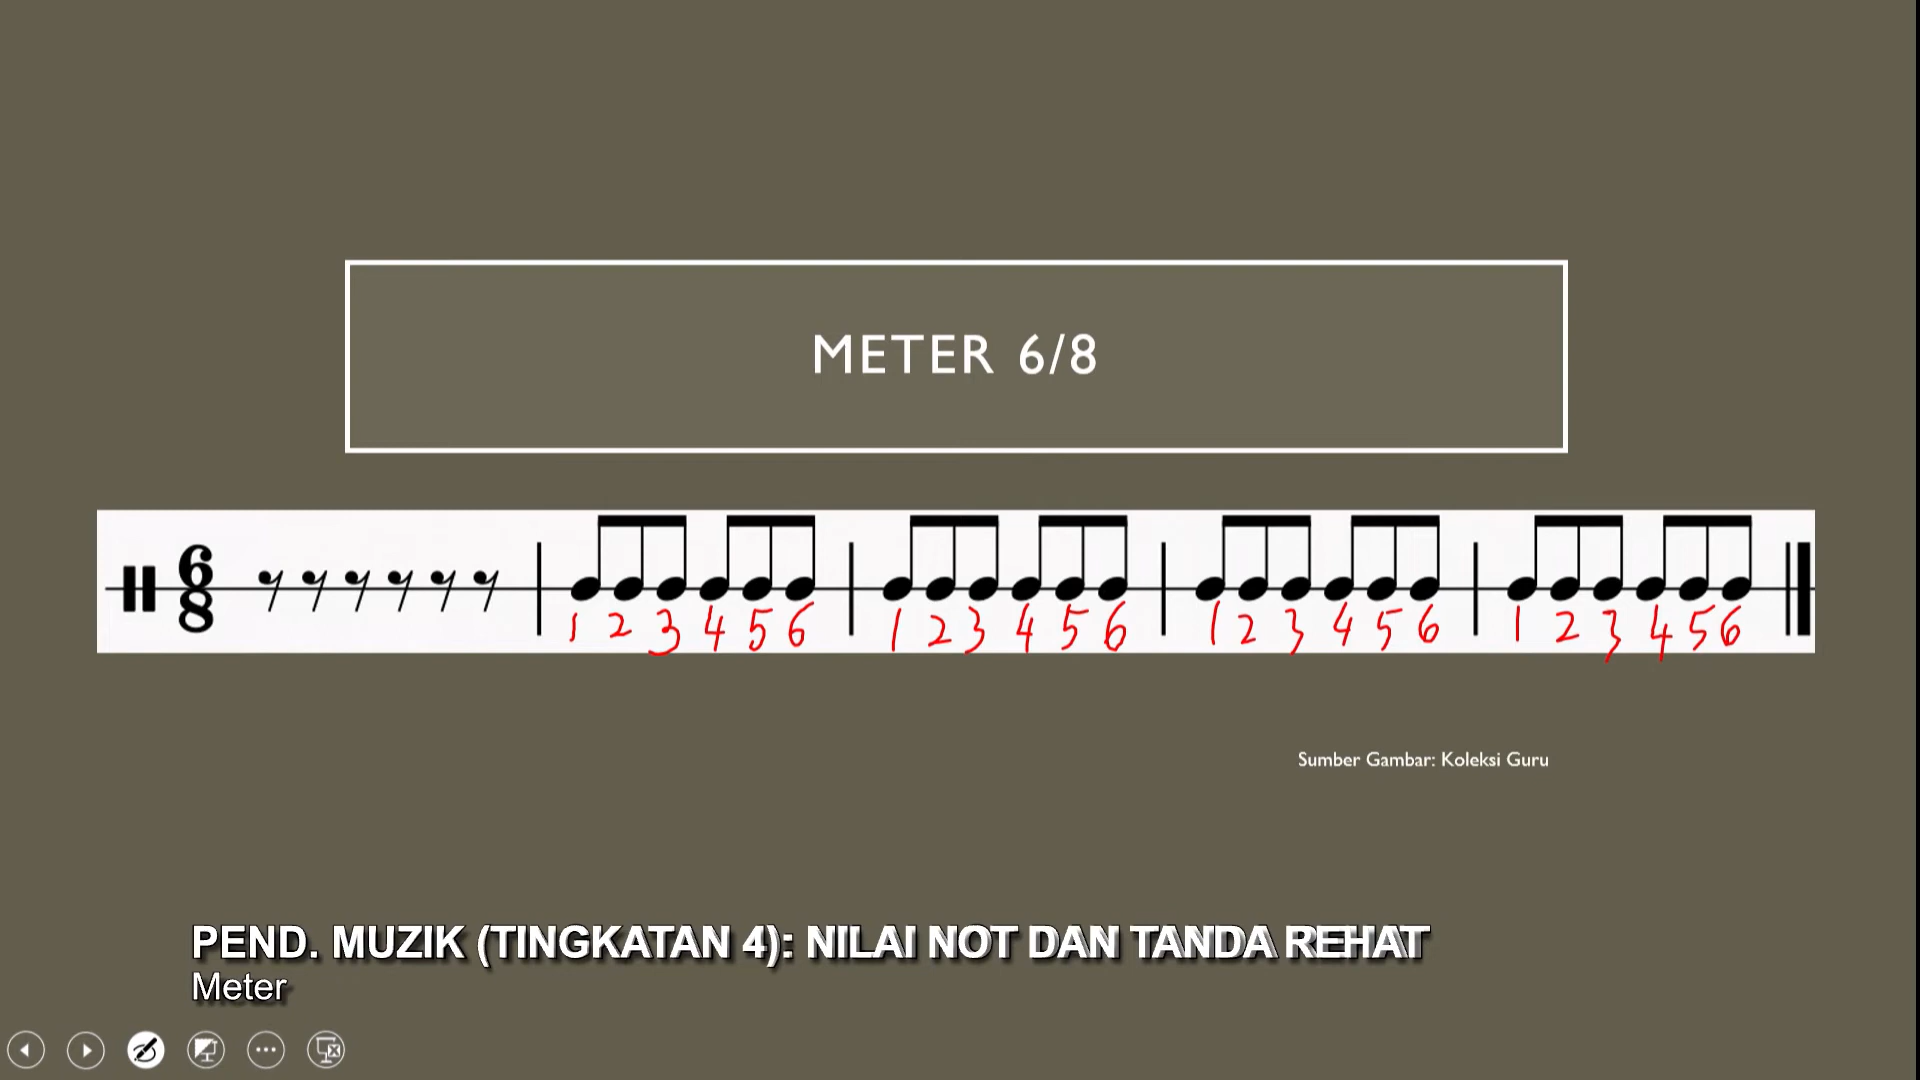 METER 6/8
6
8
1 2 3 4 5 6 1 2 3 4 5 6 1 2 3 4 5 6 1 2 3 4 5 6
Sumber Gambar: Koleksi Guru
PEND. MUZIK (TINGKATAN 4): NILAI NOT DAN TANDA REHAT
Meter